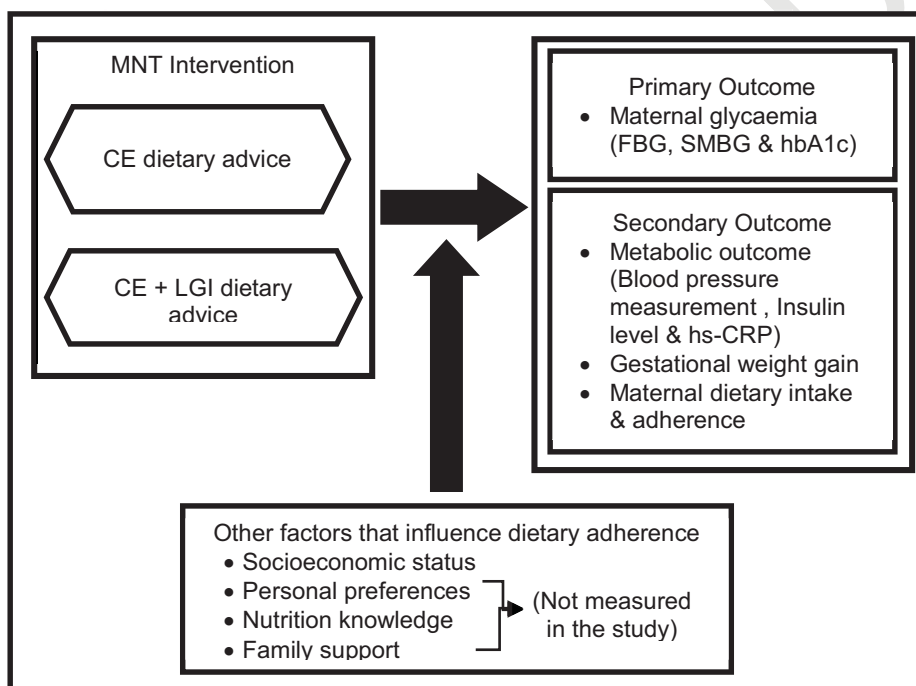 MNT Intervention
CE dietary advice
CE + LGI dietary
advice
Primary Outcome
• Maternal glycaemia
(FBG, SMBG & hbA1c)
Secondary Outcome
• Metabolic outcome
(Blood pressure
measurement , Insulin
level & hs-CRP)
• Gestational weight gain
• Maternal dietary intake
& adherence
Other factors that influence dietary adherence
• Socioeconomic status
• Personal preferences
• Nutrition knowledge
• Family support
(Not measured
in the study)